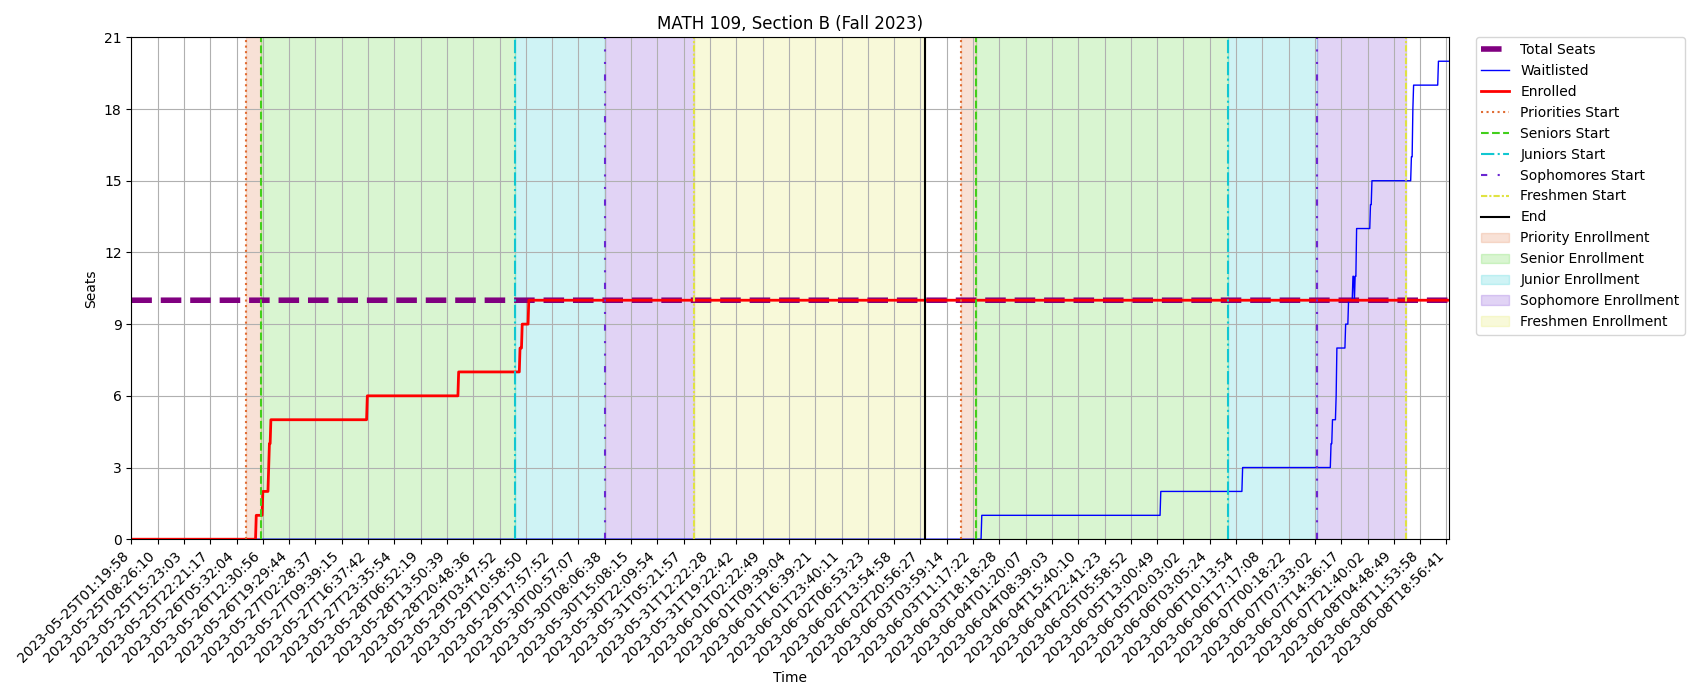 MATH 109, Section B (Fall 2023)
Seats
21
18
15
12
9
6
3
0
2023-05-25T01:19:58
2023-05-25T08:26:10
2023-05-25T15:23:03
2023-05-25T22:21:17
2023-05-26T05:32:04
2023-05-26T12:30:56
2023-05-26T19:29:44
2023-05-27T02:28:37
2023-05-27T09:39:15
2023-05-27T16:37:42
2023-05-27T23:35:54
2023-05-28T06:52:19
2023-05-28T13:50:39
2023-05-28T20:48:36
2023-05-29T03:47:52
2023-05-29T10:58:50
2023-05-29T17:57:52
2023-05-30T00:57:07
2023-05-30T08:06:38
2023-05-30T15:08:15
2023-05-30T22:09:54
2023-05-31T05:21:57
2023-05-31T12:22:28
2023-05-31T19:22:42
2023-06-01T02:22:49
2023-06-01T09:39:04
2023-06-01T16:39:21
2023-06-01T23:40:11
2023-06-02T06:53:23
2023-06-02T13:54:58
2023-06-02T20:56:27
2023-06-03T03:59:14
2023-06-03T11:17:22
2023-06-03T18:18:28
2023-06-04T01:20:07
2023-06-04T08:39:03
2023-06-04T15:40:10
2023-06-04T22:41:23
2023-06-05T05:58:52
2023-06-05T13:00:49
2023-06-05T20:03:02
2023-06-06T03:05:24
2023-06-06T10:13:54
2023-06-06T17:17:08
2023-06-07T00:18:22
2023-06-07T07:33:02
2023-06-07T14:36:17
2023-06-07T21:40:02
2023-06-08T04:48:49
2023-06-08T11:53:58
2023-06-08T18:56:41
Time
Total Seats
Waitlisted
Enrolled
Priorities Start
Seniors Start
Juniors Start
Sophomores Start
Freshmen Start
End
Priority Enrollment
Senior Enrollment
Junior Enrollment
Sophomore Enrollment
Freshmen Enrollment